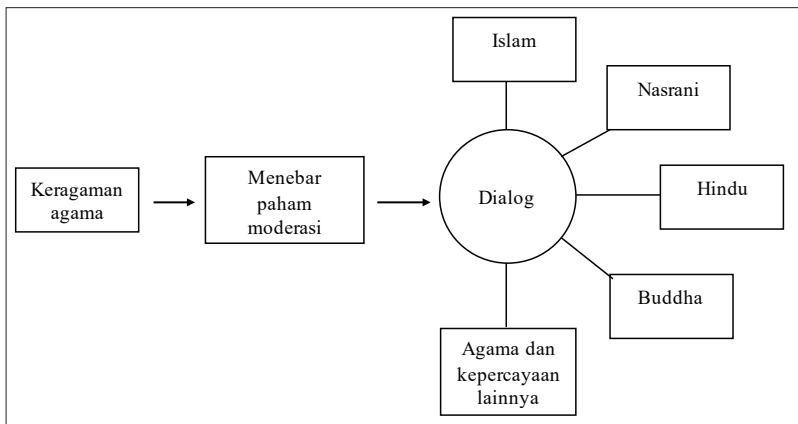 Keragaman
agama
Menebar
paham
moderasi
Dialog
Islam
Nasrani
Hindu
Buddha
Agama dan
kepercayaan
lainnya